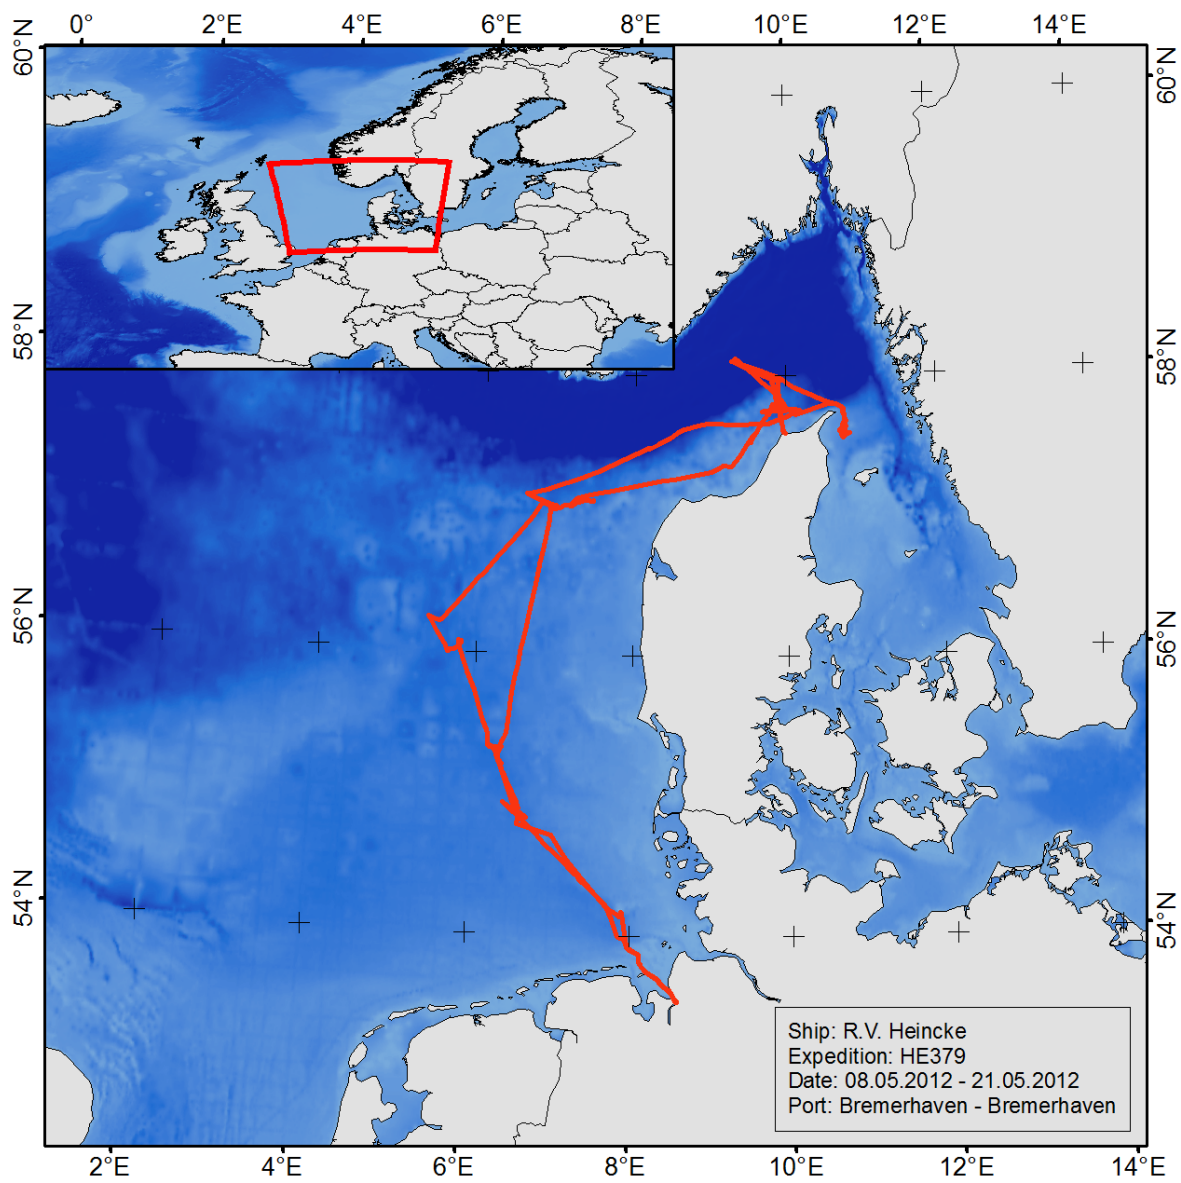 0° 2°E 4°E 6°E 8°E 10°E 12°E 14°E
60°N 60°N
58°N 58°N
56°N 56°N
54°N 54°N
Ship: R.V. Heincke
Expedition: HE379
Date: 08.05.2012 - 21.05.2012
Port: Bremerhaven - Bremerhaven
2°E 4°E 6°E 8°E 10°E 12°E 14°E